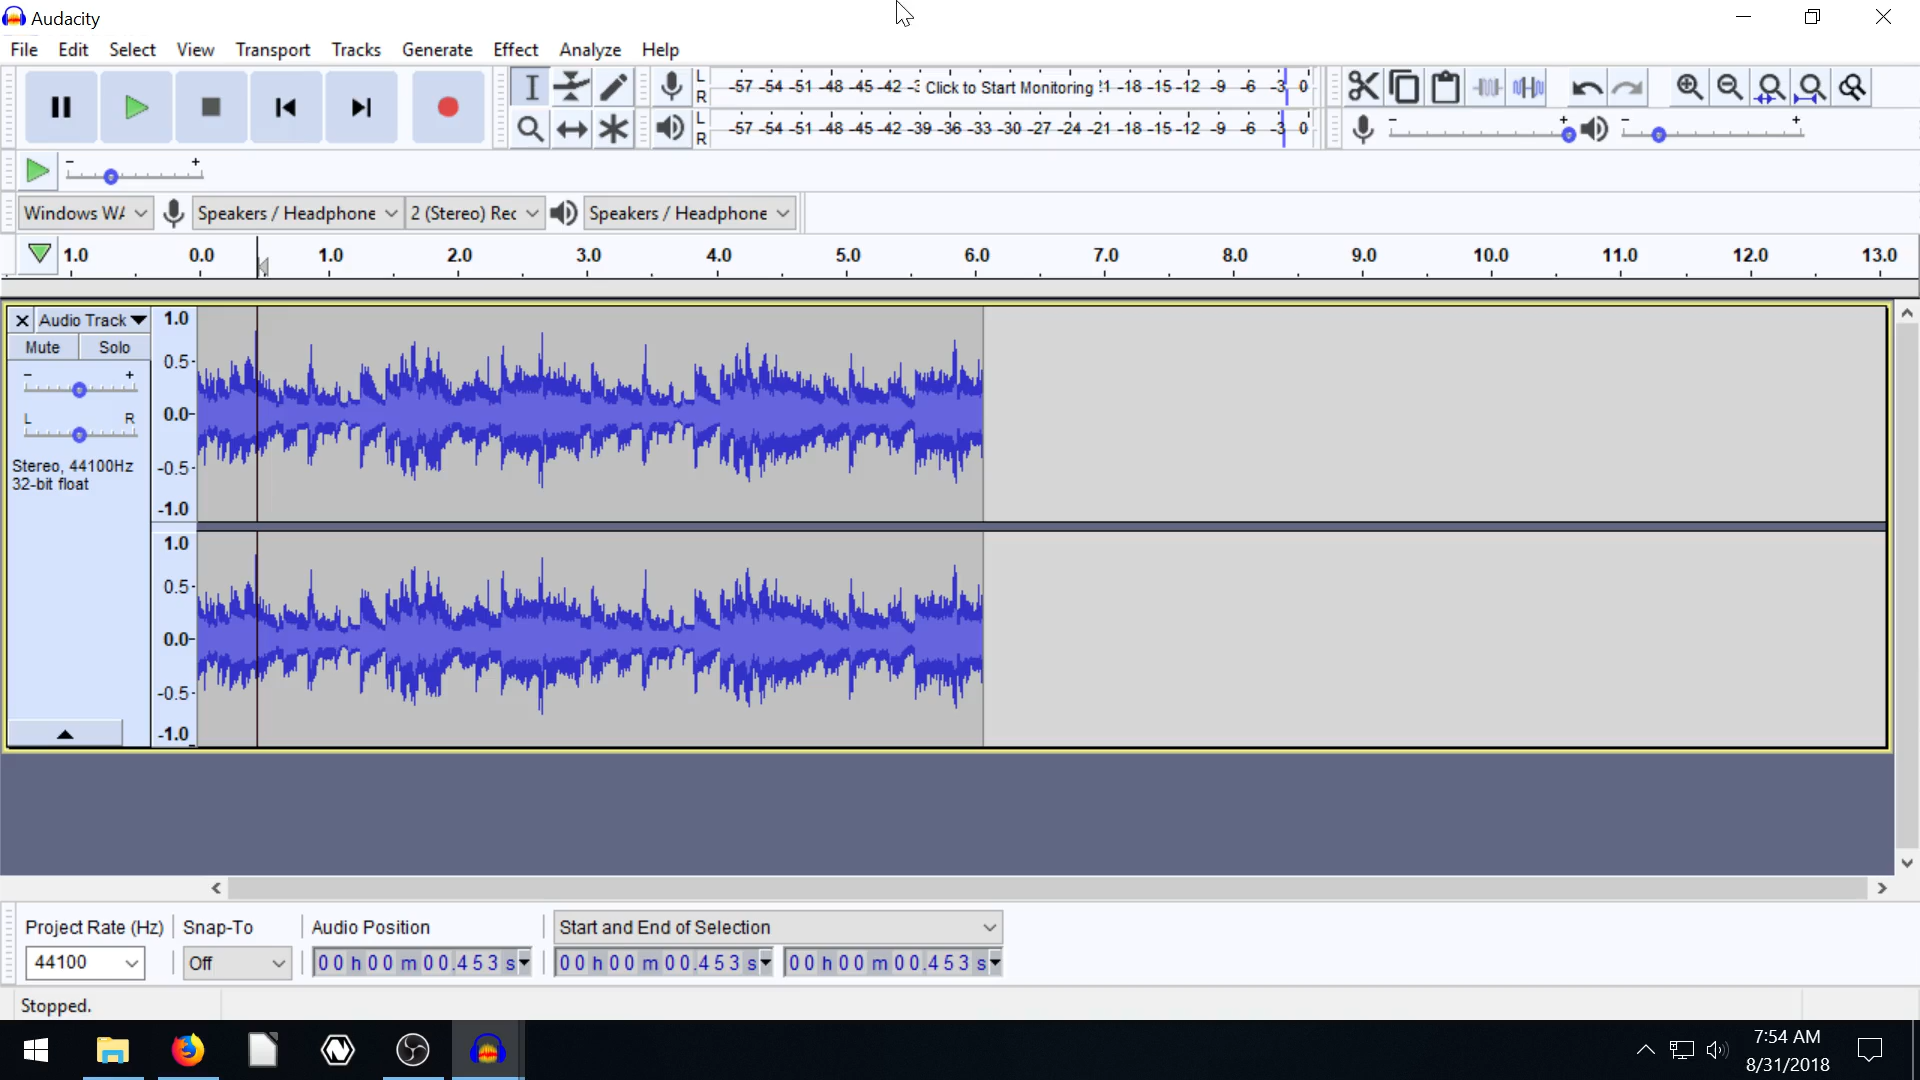 Audacity
File Edit Select View Transport Tracks Generate Effect Analyze Help
L
R
-57 -54 -51 -48 -45 -42 Click to Start Monitoring -18 -15 -12 -9 -6 -3 0
L
R
-57 -54 -51 -48 -45 -42 -39 -36 -33 -30 -27 -24 -21 -18 -15 -12 -9 -6 -3 0
- + - +
- +
Speakers / Headphone 2 (Stereo) Speakers / Headphone
Windows
1.0 0.0 1.0 2.0 3.0 4.0 5.0 6.0 7.0 8.0 9.0 10.0 11.0 12.0 13.0
Audio Track
Mute Solo
- +
L R
Stereo, 44100Hz
32-bit float
1.0
0.5
0.0
-0.5
-1.0
1.0
0.5
0.0
-0.5
-1.0
Project Rate (Hz) Snap-To Audio Position Start and End of Selection
44100 Off 00 h 00 m 00.453 s 00 h 00 m 00.453 s 00 h 00 m 00.453 s
Stopped.
7:54 AM
8/31/2018